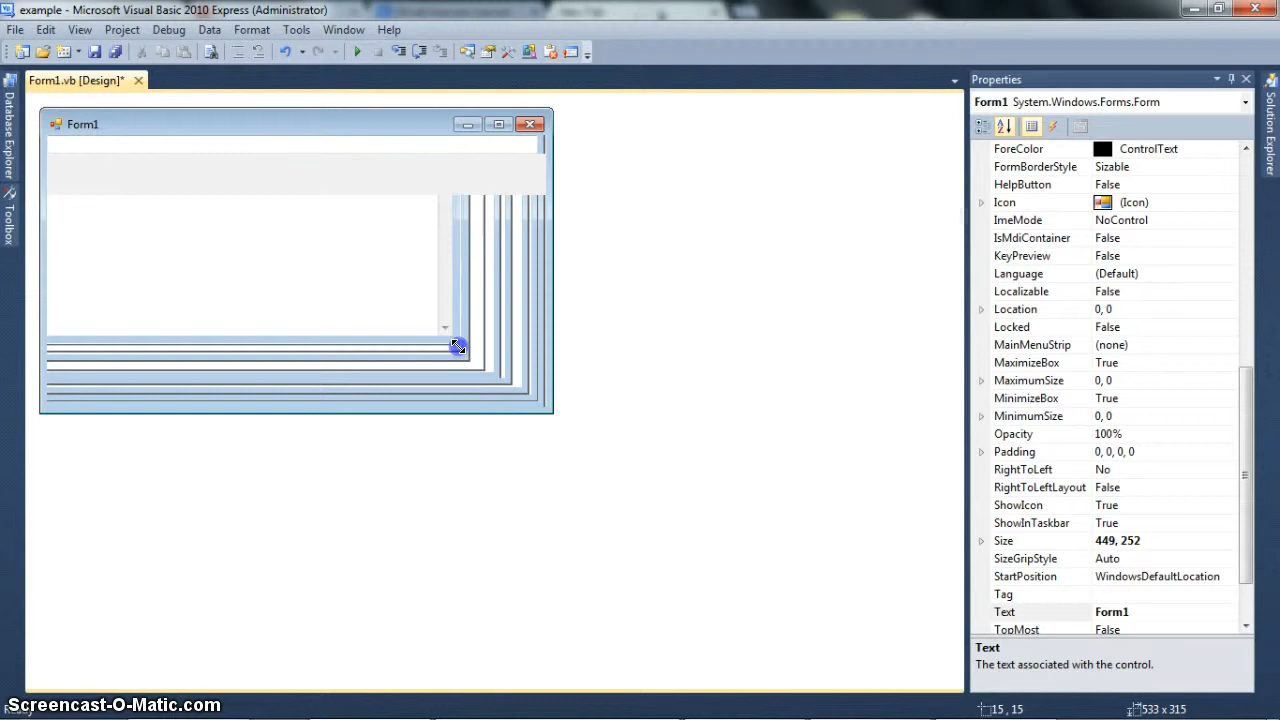 example - Microsoft Visual Basic 2010 Express (Administrator)
File Edit View Project Debug Format Data Tools Window Help
Form1.vb [Design]*
Properties
Form1 System.Windows.Forms.Form
Database Explorer
Toolbox
Solution Explorer
Form1
ForeColor ControlText
FormBorderStyle Sizable
HelpButton False
Icon (Icon)
ImeMode NoControl
IsMdiContainer False
KeyPreview False
Language (Default)
Localizable False
Location 0, 0
Locked False
MainMenuStrip (none)
MaximizeBox True
MaximumSize 0, 0
MinimizeBox True
MinimumSize 0, 0
Opacity 100%
Padding 0, 0, 0, 0
RightToLeft No
RightToLeftLayout False
ShowIcon True
ShowInTaskbar True
Size 449, 252
SizeGripStyle Auto
StartPosition WindowsDefaultLocation
Tag
Text Form1
TopMost False
Text
The text associated with the control.
Screencast-O-Matic.com
15 , 15
533 x 315